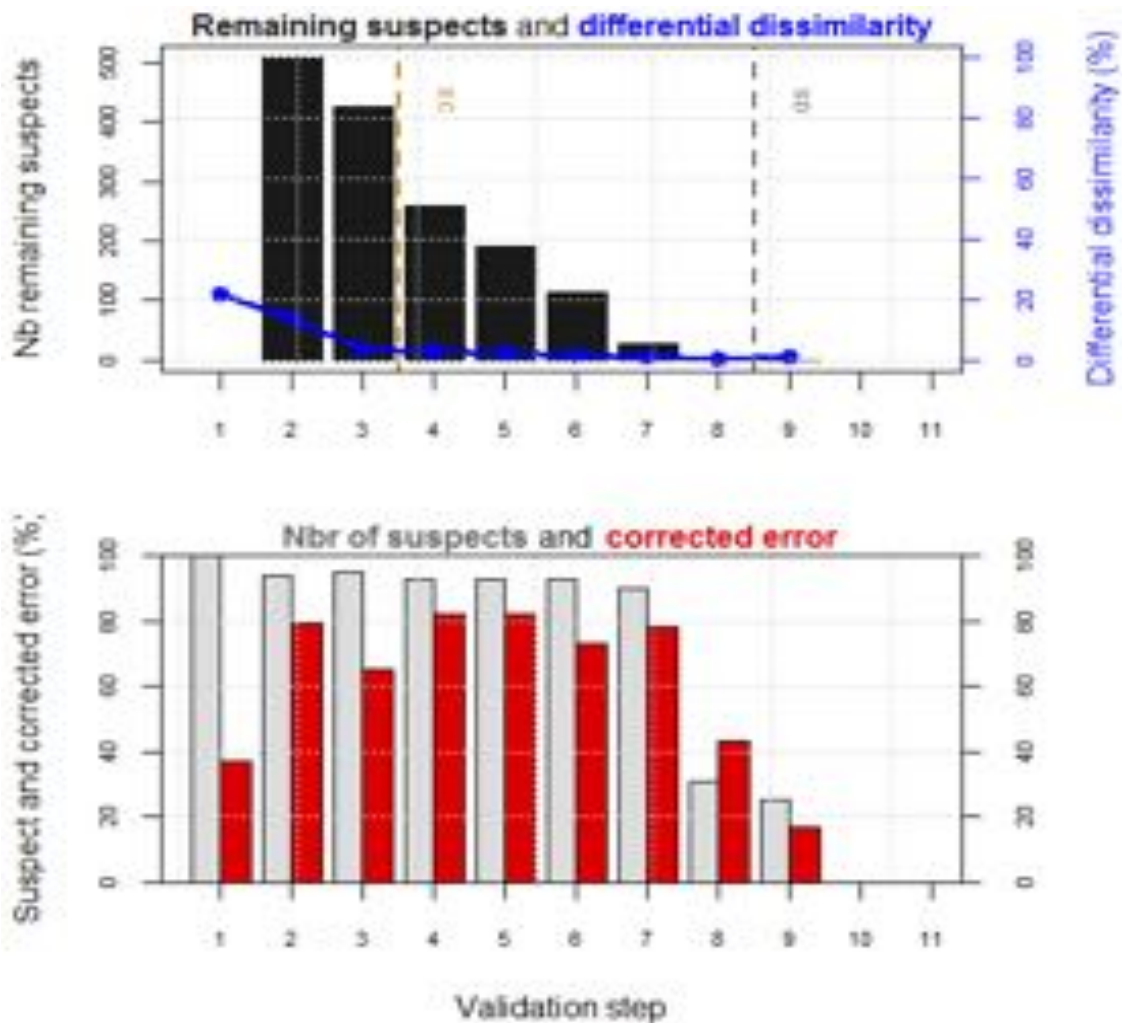 Remaining suspects and differential dissimilarity
Nb remaining suspects
0 100 200 300 400 500
0 20 40 60 80 100
Differential dissimilarity (%)
1 2 3 4 5 6 7 8 9 10 11
Nbr of suspects and corrected error
Suspect and corrected error (%)
0 20 40 60 80 100
0 20 40 60 80 100
1 2 3 4 5 6 7 8 9 10 11
Validation step